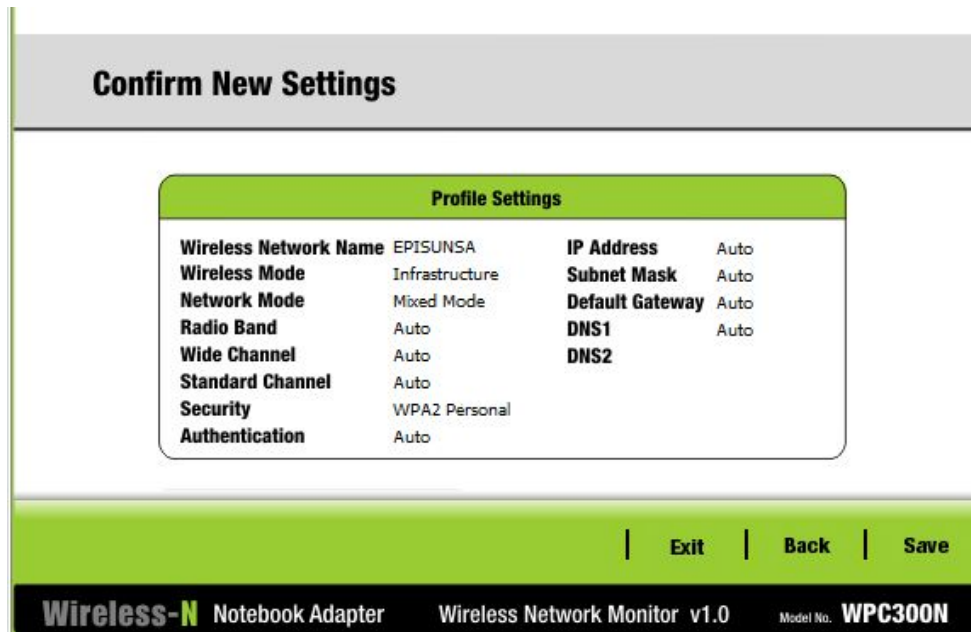 Confirm New Settings
Profile Settings
Wireless Network Name EPISUNSA IP Address Auto
Wireless Mode Infrastructure Subnet Mask Auto
Network Mode Mixed Mode Default Gateway Auto
Radio Band Auto DNS1 Auto
Wide Channel Auto DNS2
Standard Channel Auto
Security WPA2 Personal
Authentication Auto
Exit Back Save
Wireless-N Notebook Adapter Wireless Network Monitor v1.0 Model No. WPC300N